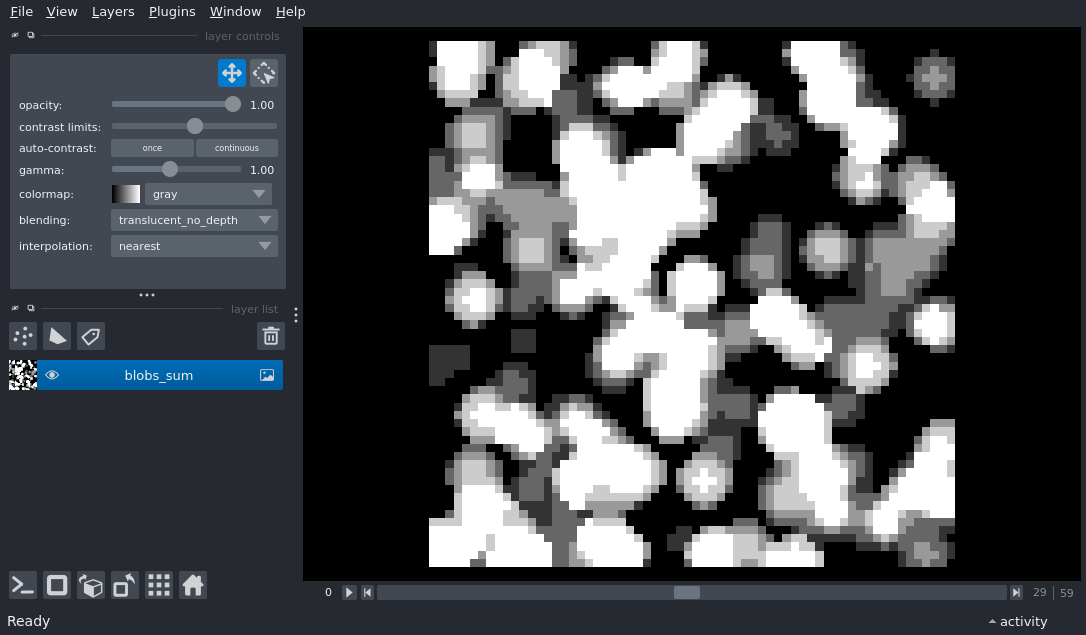 File View Layers Plugins Window Help
layer controls
opacity: 1.00
contrast limits:
auto-contrast: once continuous
gamma: 1.00
colormap: gray
blending: translucent_no_depth
interpolation: nearest
layer list
blobs_sum
0 29 | 59
Ready activity